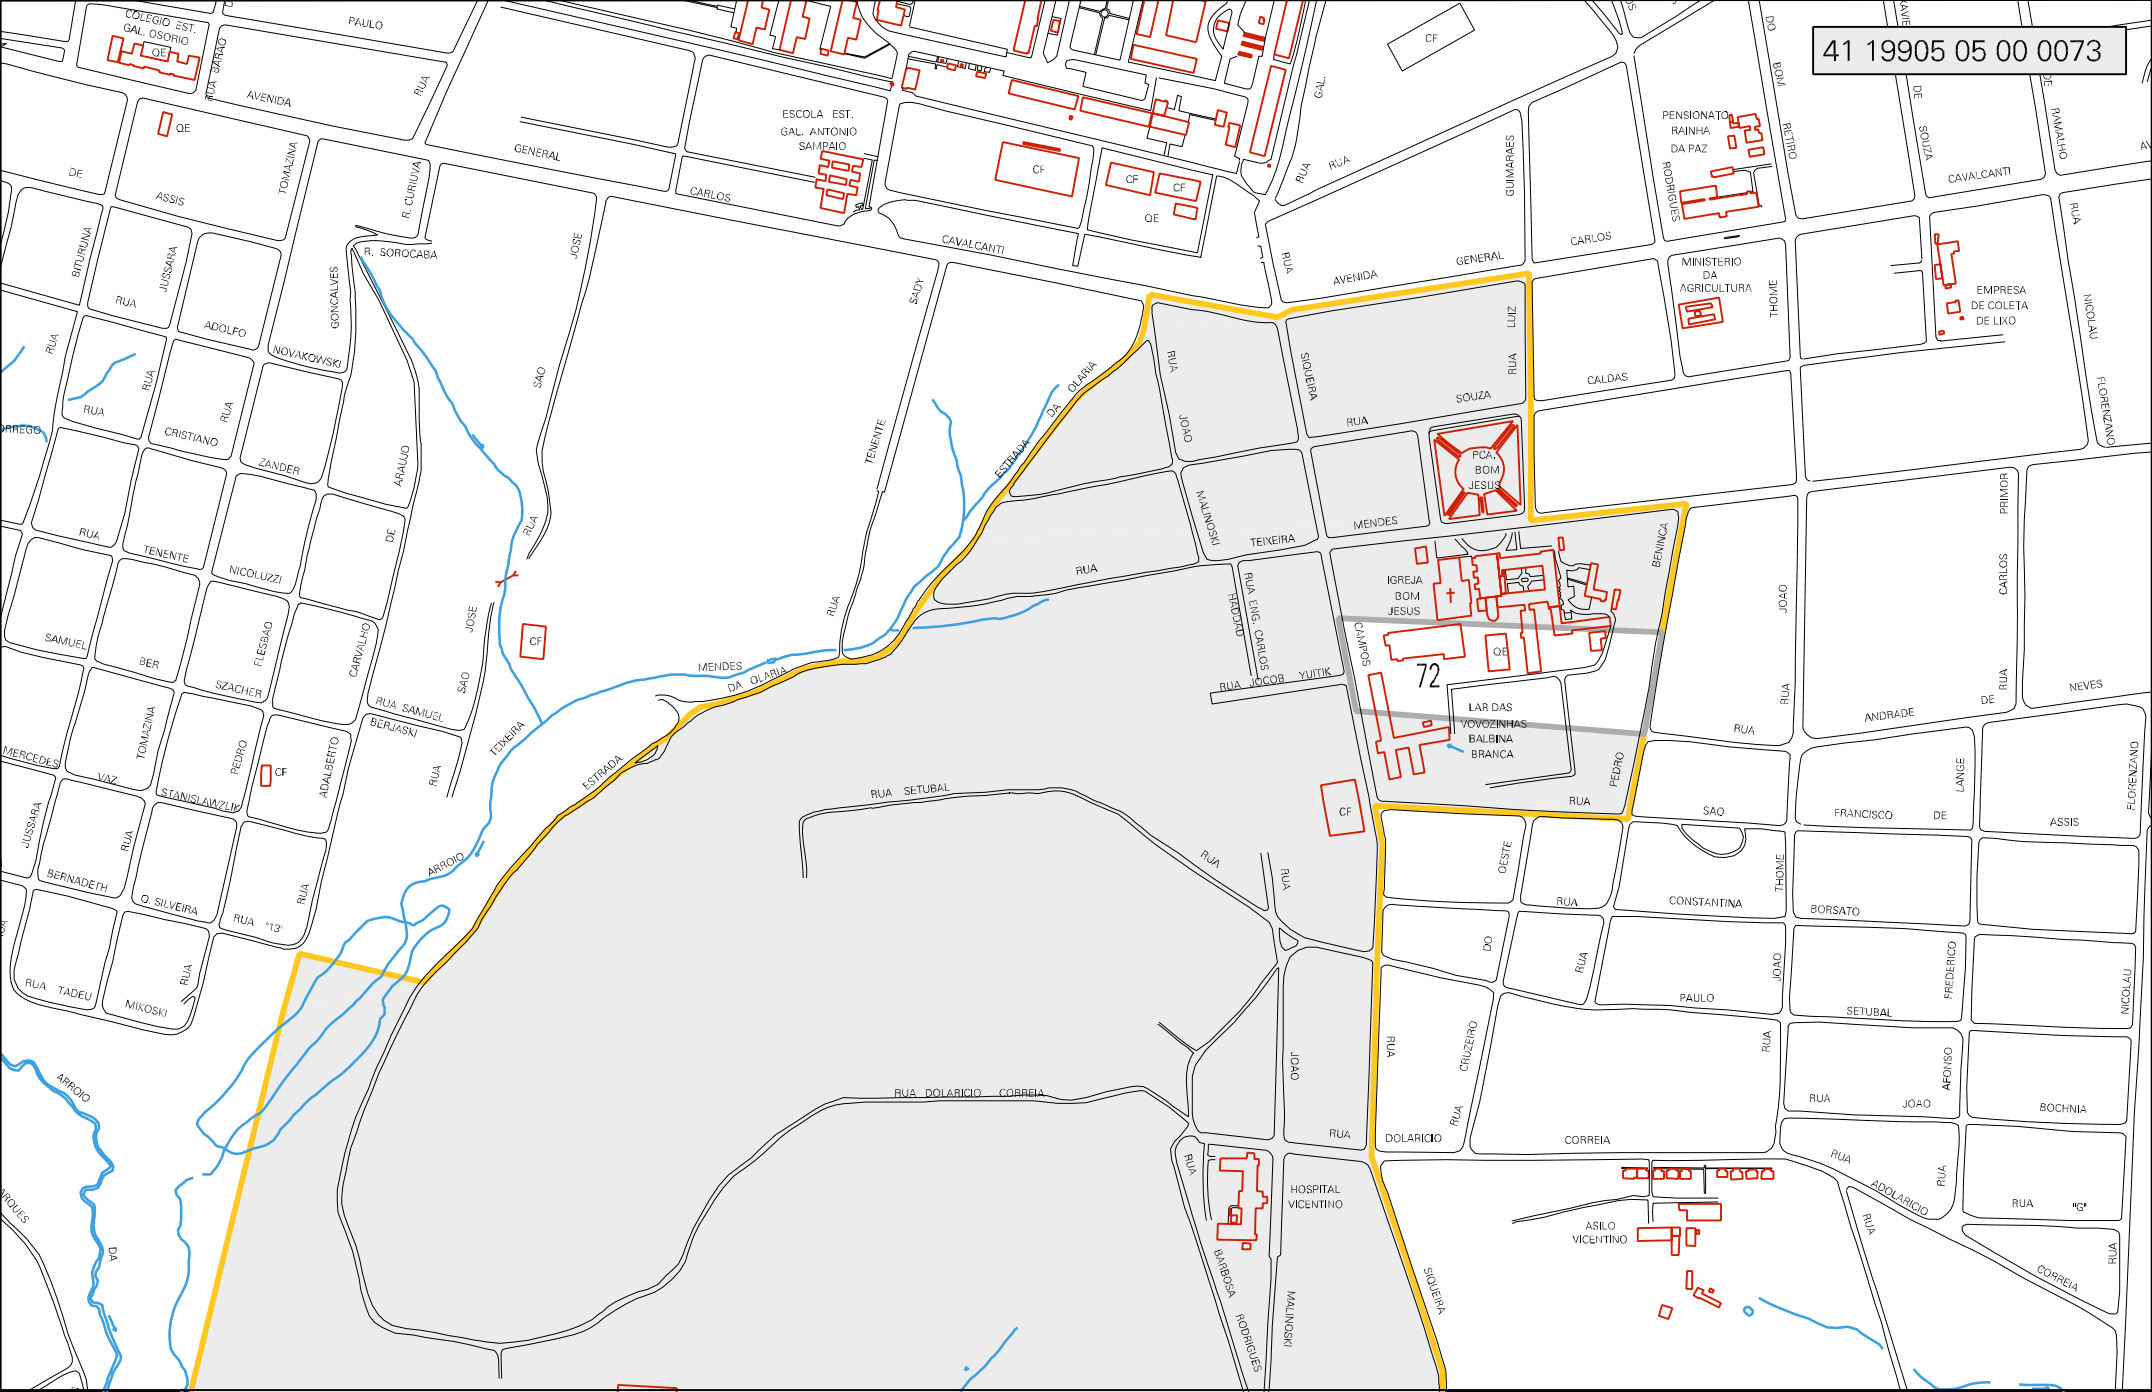 41 19905 05 00 0073
COLEGIO EST.
GAL. OSORIO
QE
RUA BARAO
PAULO
RUA
AVENIDA
QE
DE
ASSIS
TOMAZINA
GENERAL
R. CURIUVA
R. SOROCABA
ESCOLA EST.
GAL. ANTONIO
SAMPAIO
CARLOS
CAVALCANTI
CF
CF
CF
QE
CF
GAL.
RUA
RUA
GUIMARAES
PENSIONATO
RAINHA
DA PAZ
RODRIGUES
DO
BOM
RETIRO
DE
SOUZA
DE
RAMALHO
CAVALCANTI
RUA
AVENIDA
GENERAL
CARLOS
MINISTERIO
DA
AGRICULTURA
THOME
EMPRESA
DE COLETA
DE LIXO
RUA
NICOLAU
FLORENZANO
BITURUNA
JUSSARA
RUA
ADOLFO
NOVAKOWSKI
GONCALVES
JOSE
SAO
RUA
SADY
TENENTE
RUA
RUA
RUA
RUA
RUA
CRISTIANO
ZANDER
ARAUJO
DE
RUA
TENENTE
NICOLUZZI
SAMUEL
BER
FLESBAO
SZACHER
CARVALHO
RUA SAMUEL
BERJASKI
JOSE
SAO
RUA
CF
ESTRADA
DA
OLARIA
RUA
JOAO
MALINOSKI
SIQUEIRA
LUIZ
RUA
RUA
SOUZA
CALDAS
PCA.
BOM
JESUS
MENDES
TEIXEIRA
RUA
RUA ENG. CARLOS
HADDAD
IGREJA
BOM
JESUS
BENINCA
CAMPOS
QE
72
RUA JOCOB YUITIK
LAR DAS
VOVOZINHAS
BALBINA
BRANCA
PEDRO
RUA
PRIMOR
CARLOS
RUA
JOAO
RUA
RUA
ANDRADE
DE
NEVES
MENDES
DA OLARIA
TEIXEIRA
ESTRADA
ARROIO
MERCEDES
VAZ
TOMAZINA
PEDRO
STANISLAWZLIK
CF
ADALBERTO
JUSSARA
RUA
BERNADETH
O. SILVEIRA
RUA "13"
RUA
RUA TADEU
MIKOSKI
RUA
RUA SETUBAL
RUA
RUA
CF
SAO
FRANCISCO
DE
ASSIS
LANGE
FLORENZANO
OESTE
RUA
CONSTANTINA
THOME
BORSATO
DO
RUA
PAULO
JOAO
SETUBAL
FREDERICO
NICOLAU
RUA
CRUZEIRO
RUA
RUA
AFONSO
RUA
JOAO
BOCHNIA
JOAO
RUA DOLARICIO CORREIA
RUA
DOLARICIO
CORREIA
RUA
ADOLARICIO
RUA
RUA
"G"
CORREIA
RUA
RUA
RUA
HOSPITAL
VICENTINO
BARBOSA
RODRIGUES
MALINOSKI
SIQUEIRA
ASILO
VICENTINO
ARROIO
DA